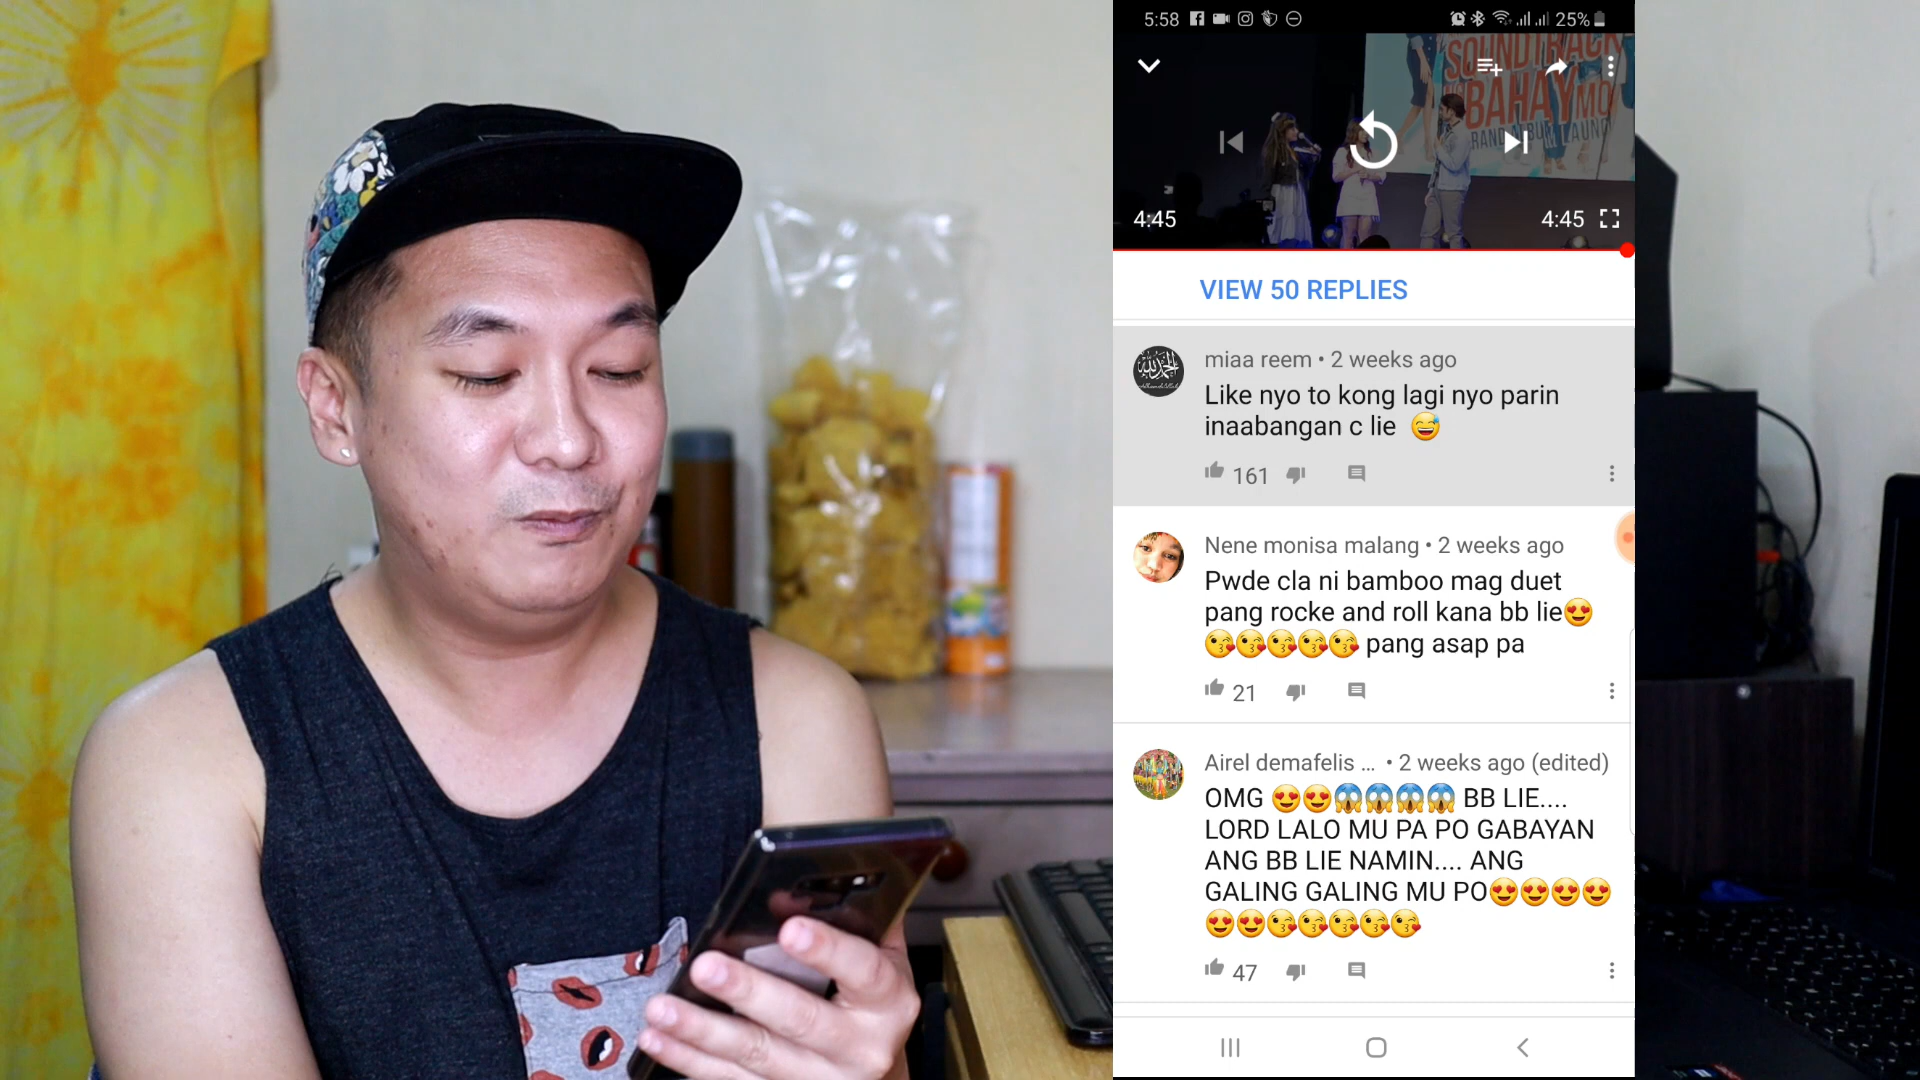 5:58
25%
SOUNDTRACK
BAHAY MO
GRAND ALBUM LAUNCH
4:45
4:45
VIEW 50 REPLIES
miaa reem • 2 weeks ago
Like nyo to kong lagi nyo parin
inaabangan c lie 😅
161
Nene monisa malang • 2 weeks ago
Pwde cla ni bamboo mag duet
pang rocke and roll kana bb lie😍
😘😘😘😘😘 pang asap pa
21
Airel demafelis ... • 2 weeks ago (edited)
OMG 😍😍😱😱😱😱 BB LIE....
LORD LALO MU PA PO GABAYAN
ANG BB LIE NAMIN.... ANG
GALING GALING MU PO😍😍😍😍
😍😍😘😘😘😘😘
47